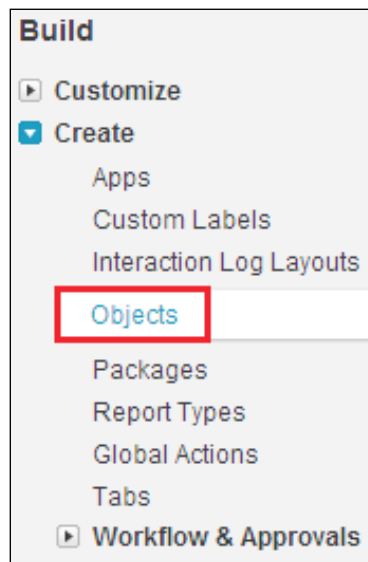 Build
Customize
Create
Apps
Custom Labels
Interaction Log Layouts
Objects
Packages
Report Types
Global Actions
Tabs
Workflow & Approvals